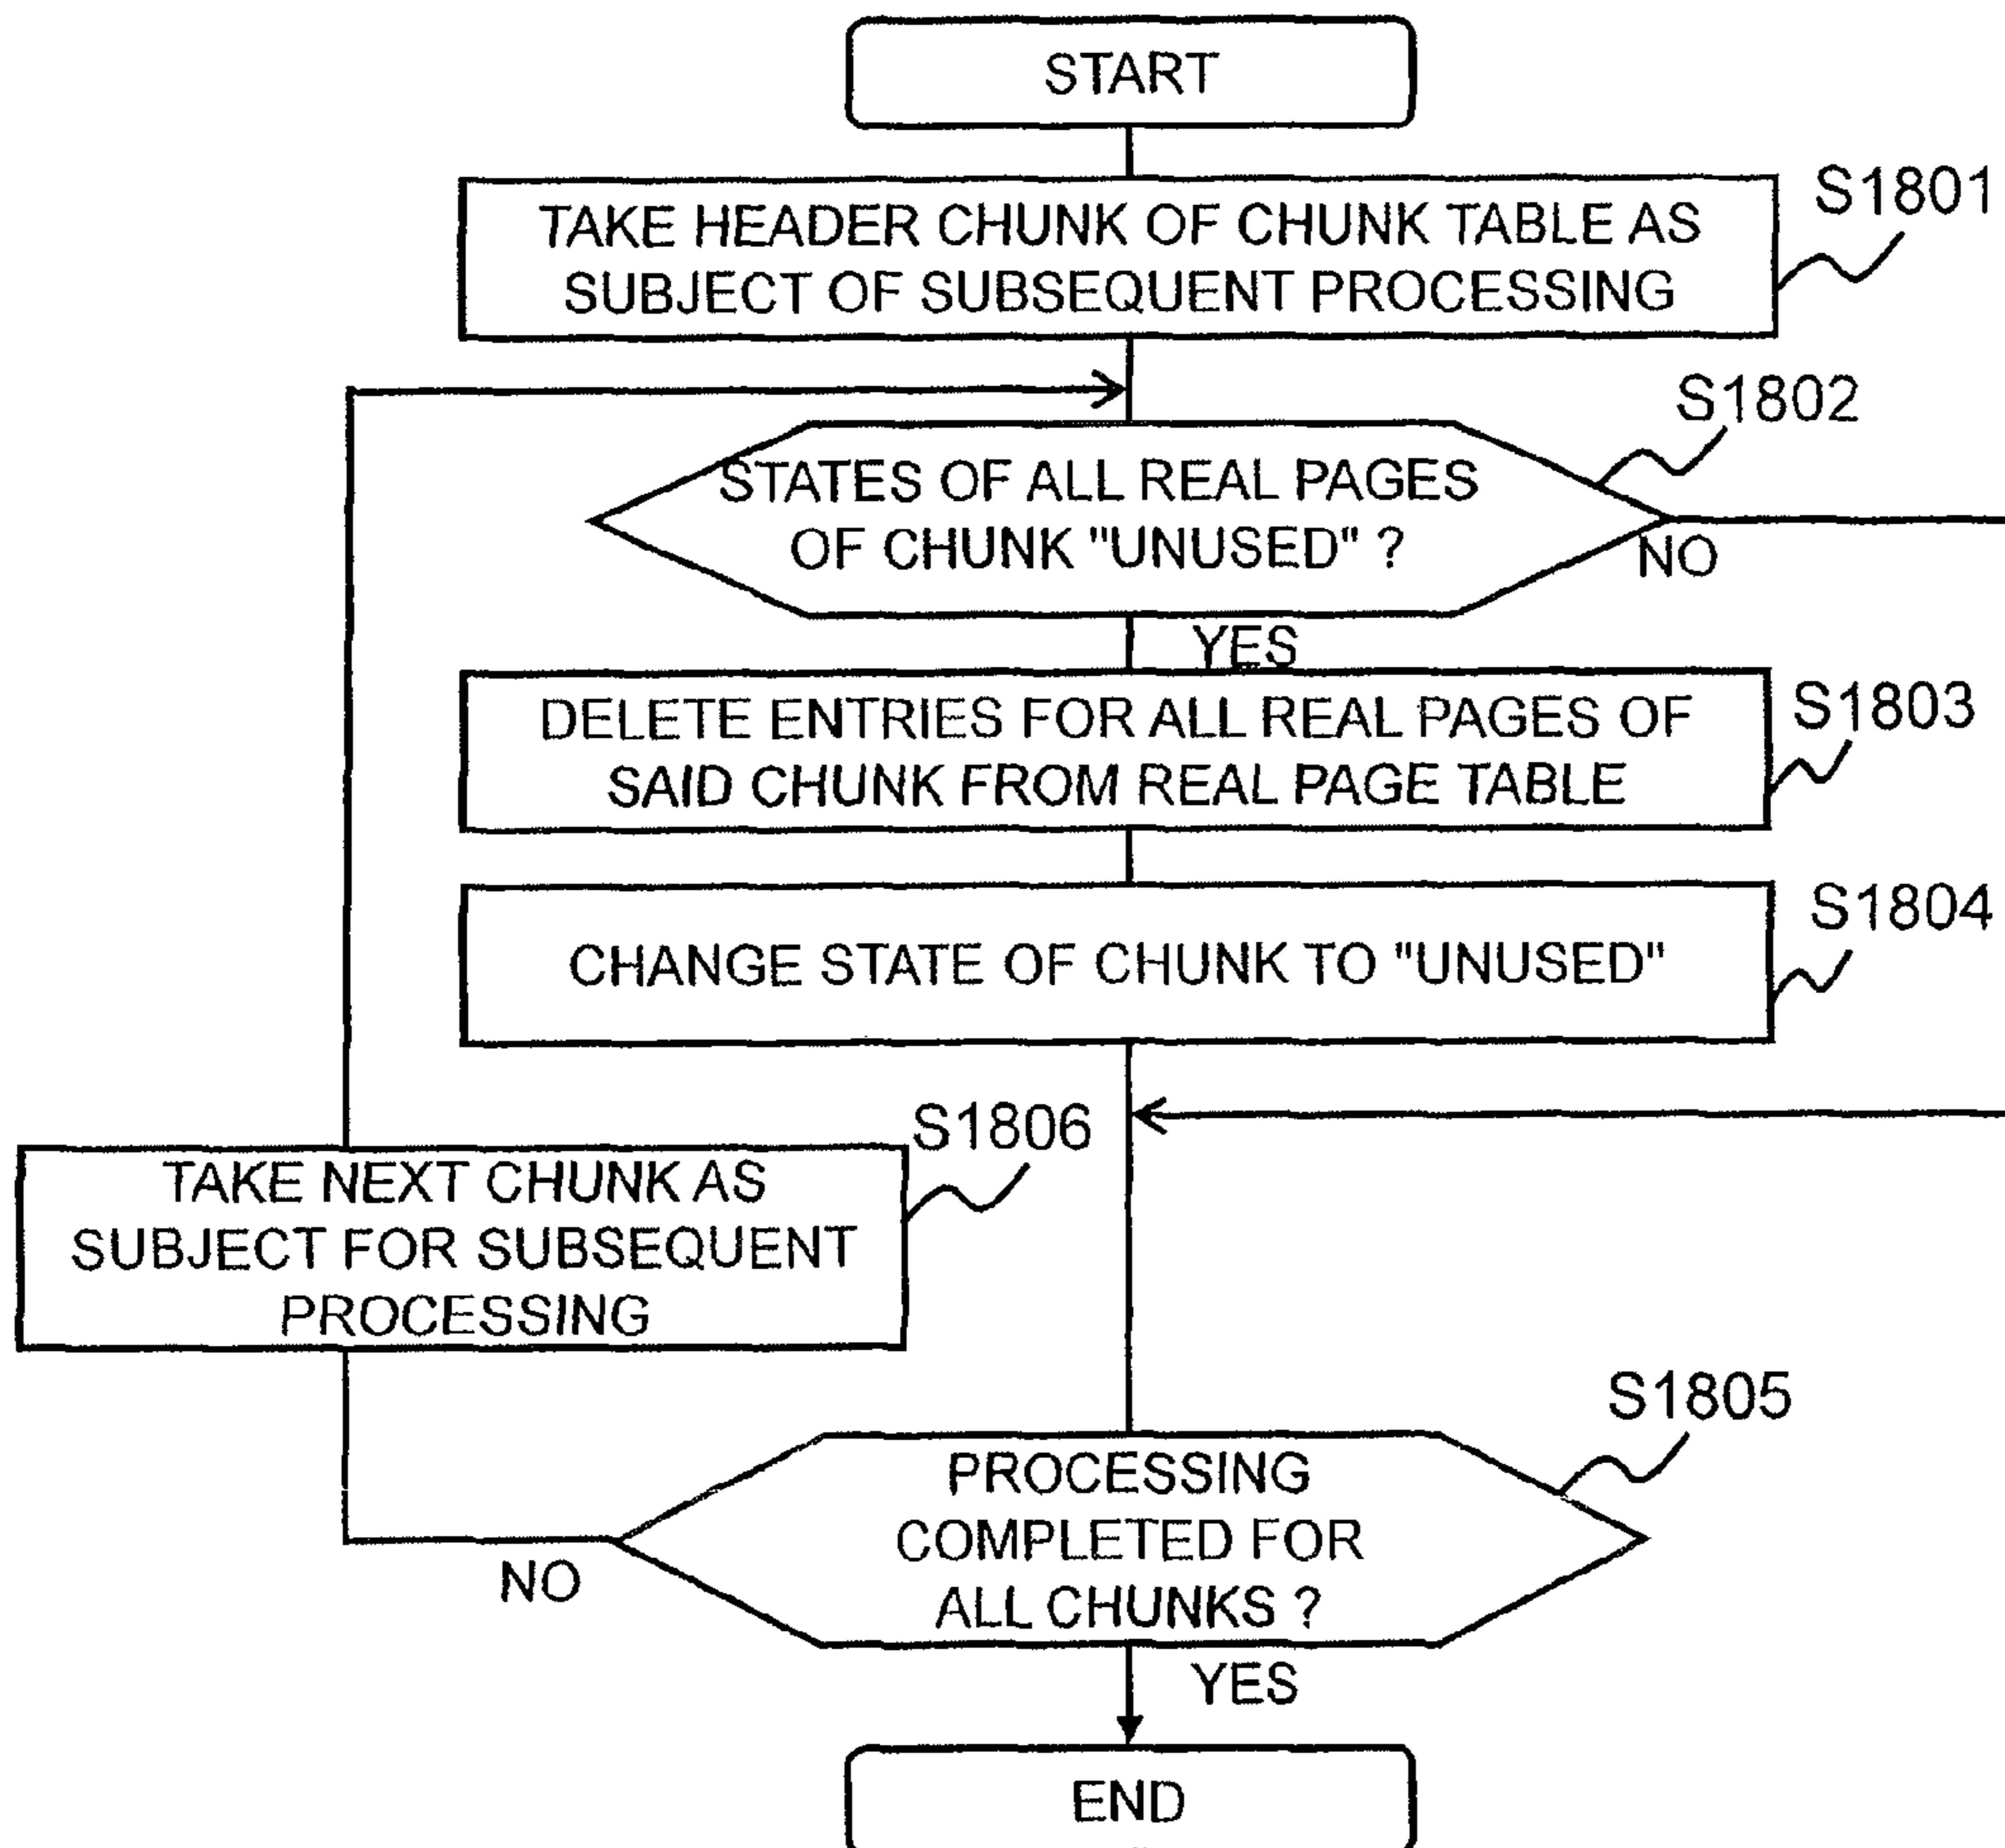 START
S1801
TAKE HEADER CHUNK OF CHUNK TABLE AS
SUBJECT OF SUBSEQUENT PROCESSING
S1802
STATES OF ALL REAL PAGES
OF CHUNK "UNUSED" ?
NO
YES
S1803
DELETE ENTRIES FOR ALL REAL PAGES OF
SAID CHUNK FROM REAL PAGE TABLE
S1804
CHANGE STATE OF CHUNK TO "UNUSED"
S1806
TAKE NEXT CHUNK AS
SUBJECT FOR SUBSEQUENT
PROCESSING
S1805
PROCESSING
COMPLETED FOR
ALL CHUNKS ?
NO
YES
END